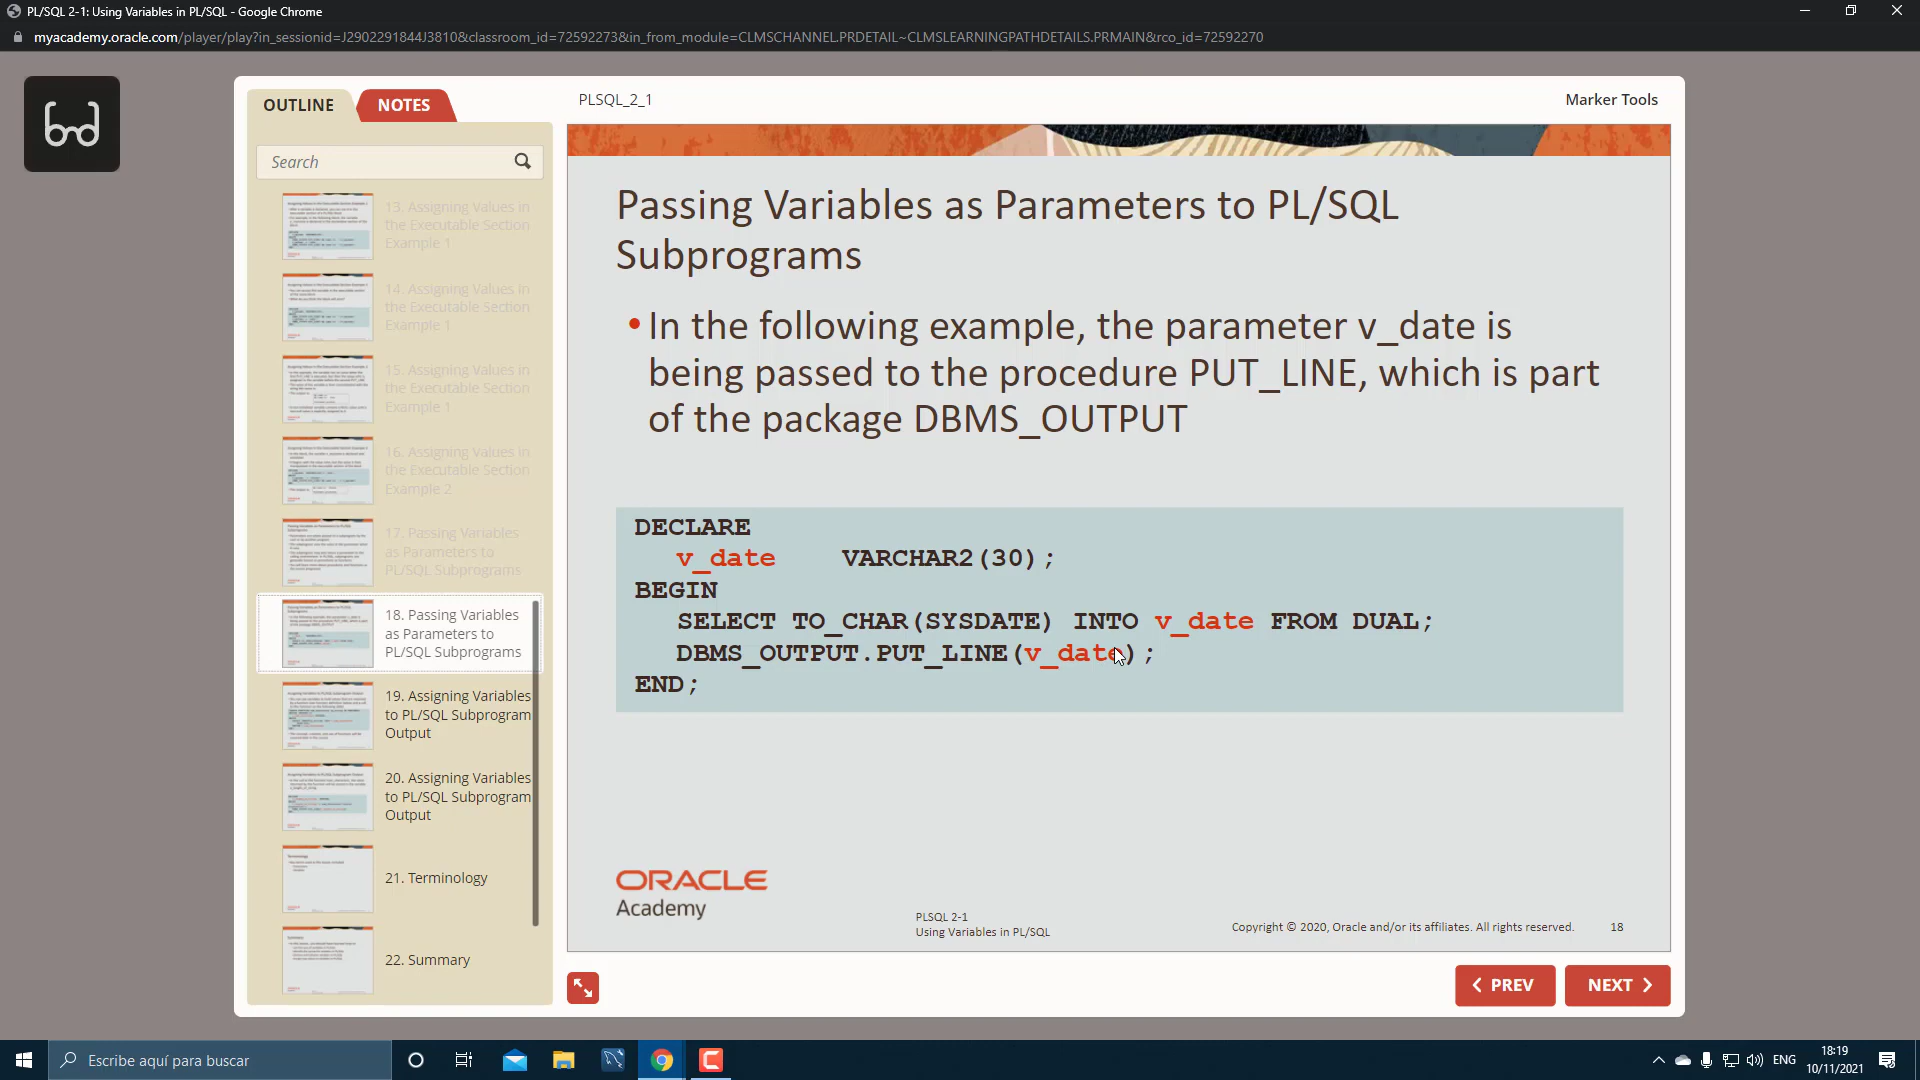 PL/SQL 2-1: Using Variables in PL/SQL - Google Chrome
myacademy.oracle.com/player/play?in_sessionid=J2902291844J3810&classroom_id=72592273&in_from_module=CLMSCHANNEL.PRDETAIL~CLMSLEARNINGPATHDETAILS.PRMAIN&rco_id=72592270
OUTLINE
NOTES
Search
13. Assigning Values in
the Executable Section
Example 1
14. Assigning Values in
the Executable Section
Example 1
15. Assigning Values in
the Executable Section
Example 1
16. Assigning Values in
the Executable Section
Example 2
17. Passing Variables
as Parameters to
PL/SQL Subprograms
18. Passing Variables
as Parameters to
PL/SQL Subprograms
19. Assigning Variables
to PL/SQL Subprogram
Output
20. Assigning Variables
to PL/SQL Subprogram
Output
21. Terminology
22. Summary
PLSQL_2_1
Marker Tools
Passing Variables as Parameters to PL/SQL
Subprograms
• In the following example, the parameter v_date is
being passed to the procedure PUT_LINE, which is part
of the package DBMS_OUTPUT
DECLARE
v_date VARCHAR2(30);
BEGIN
SELECT TO_CHAR(SYSDATE) INTO v_date FROM DUAL;
DBMS_OUTPUT.PUT_LINE(v_date);
END;
ORACLE
Academy
PLSQL 2-1
Using Variables in PL/SQL
Copyright © 2020, Oracle and/or its affiliates. All rights reserved.
18
PREV
NEXT
Escribe aquí para buscar
ENG
18:19
10/11/2021